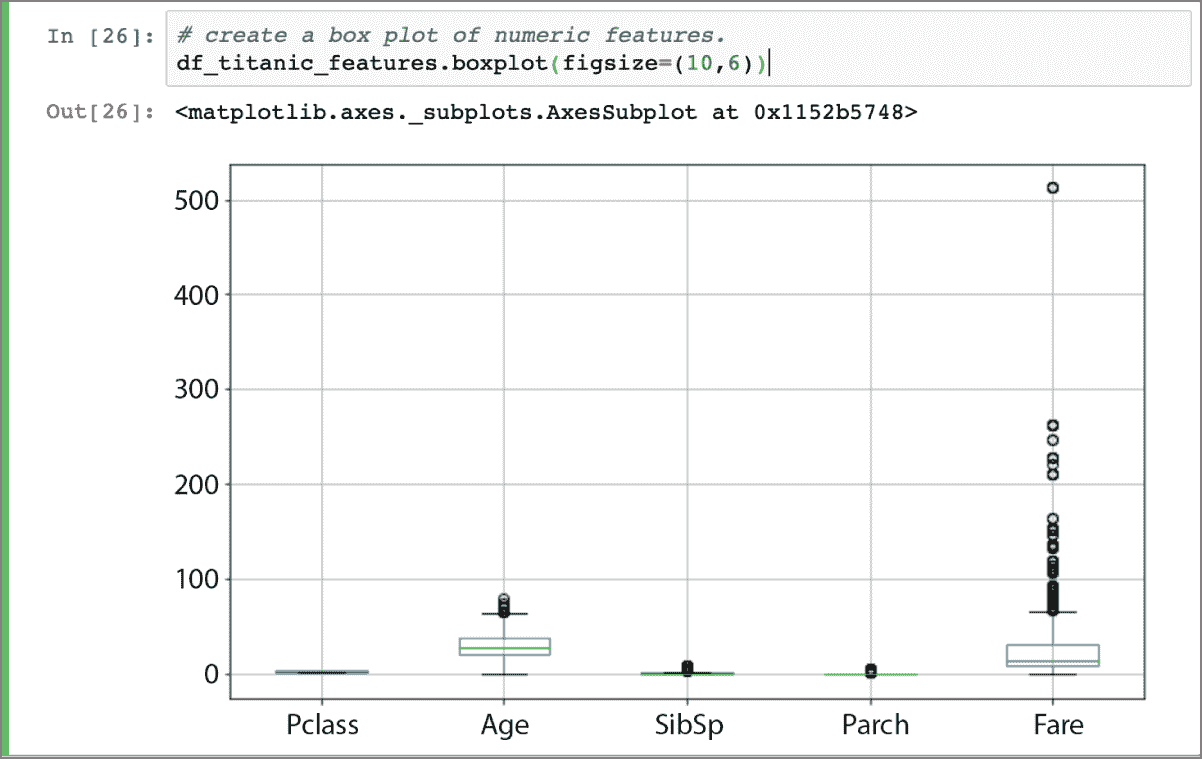 In [26]: # create a box plot of numeric features.
df_titanic_features.boxplot(figsize=(10,6))
Out[26]: <matplotlib.axes._subplots.AxesSubplot at 0x1152b5748>
500
400
300
200
100
0
Pclass Age SibSp Parch Fare